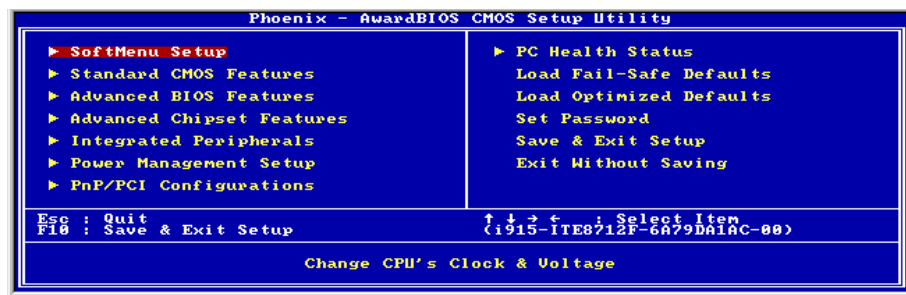 Phoenix - AwardBIOS CMOS Setup Utility
► SoftMenu Setup
► Standard CMOS Features
► Advanced BIOS Features
► Advanced Chipset Features
► Integrated Peripherals
► Power Management Setup
► PnP/PCI Configurations
► PC Health Status
Load Fail-Safe Defaults
Load Optimized Defaults
Set Password
Save & Exit Setup
Exit Without Saving
Esc : Quit
F10 : Save & Exit Setup
↑ ↓ → ← : Select Item
(i915-ITE8712F-6A79DA1AC-00)
Change CPU's Clock & Voltage